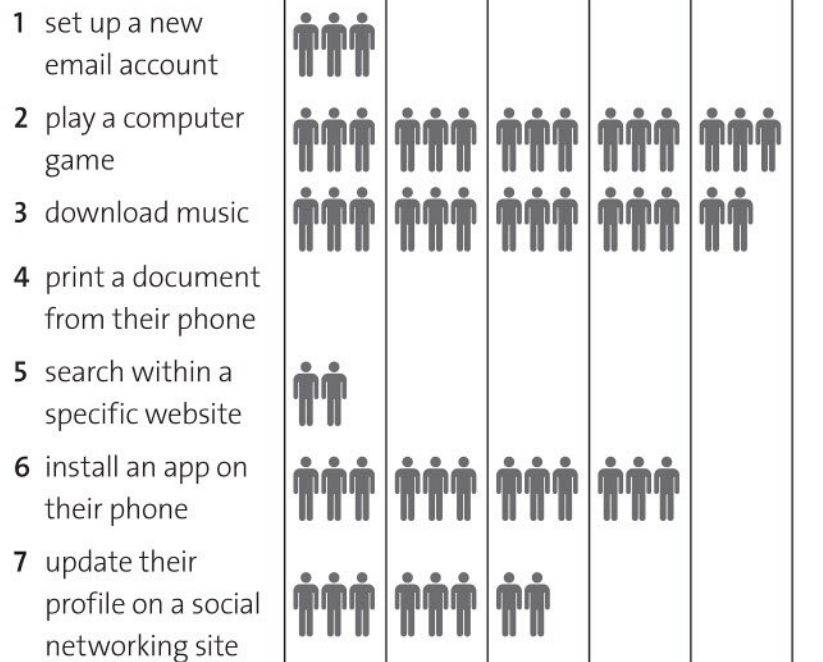 1 set up a new
email account
2 play a computer
game
3 download music
4 print a document
from their phone
5 search within a
specific website
6 install an app on
their phone
7 update their
profile on a social
networking site